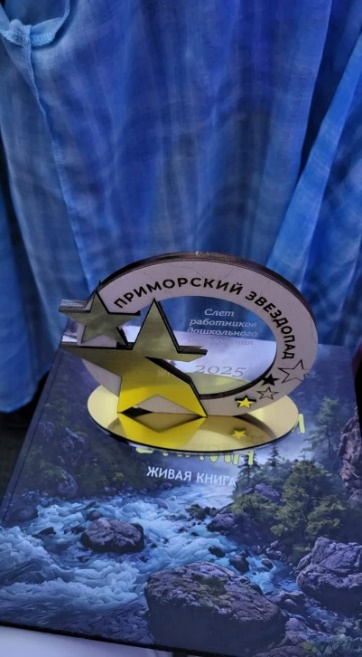 ПРИМОРСКИЙ ЗВЕЗДОПАД
Слет
работников
дошкольного
2025
ЖИВАЯ КНИГА